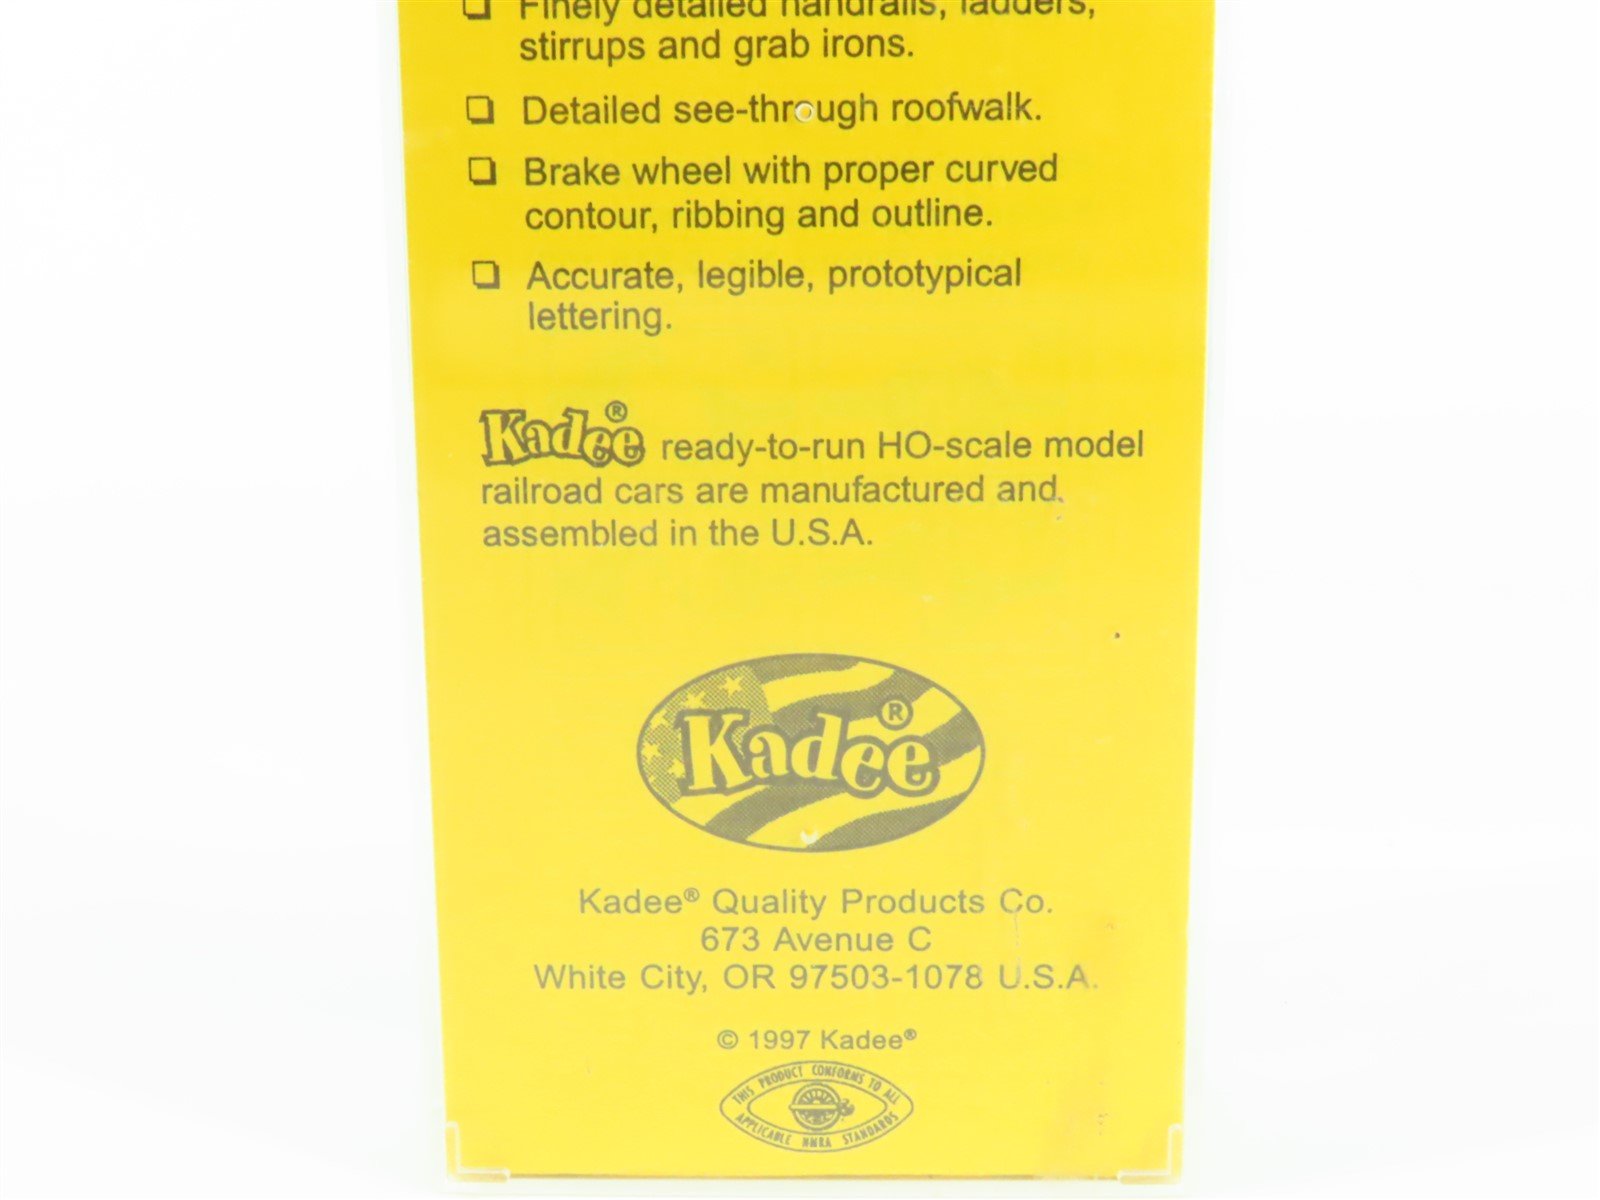 ❏ Finely detailed handrails, ladders,
stirrups and grab irons.
❏ Detailed see-through roofwalk.
❏ Brake wheel with proper curved
contour, ribbing and outline.
❏ Accurate, legible, prototypical
lettering.
Kadee® ready-to-run HO-scale model
railroad cars are manufactured and
assembled in the U.S.A.
Kadee®
Kadee® Quality Products Co.
673 Avenue C
White City, OR 97503-1078 U.S.A.
© 1997 Kadee®
THIS PRODUCT CONFORMS TO ALL
APPLICABLE NMRA STANDARDS